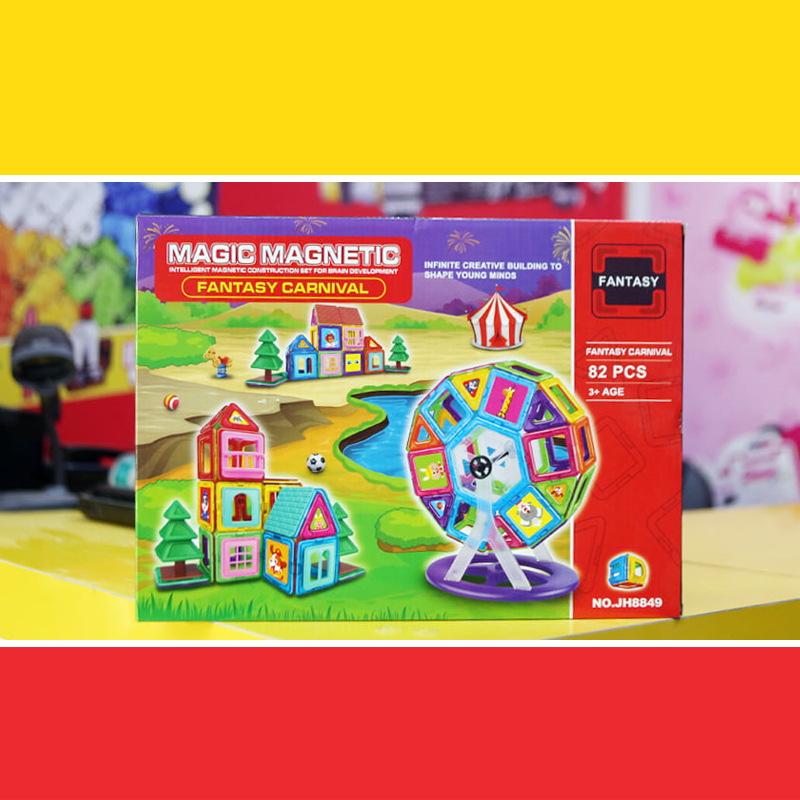 MAGIC MAGNETIC
INTELLIGENT MAGNETIC CONSTRUCTION SET FOR BRAIN DEVELOPMENT
FANTASY CARNIVAL
INFINITE CREATIVE BUILDING TO
SHAPE YOUNG MINDS
FANTASY
FANTASY CARNIVAL
82 PCS
3+ AGE
NO.JH8849